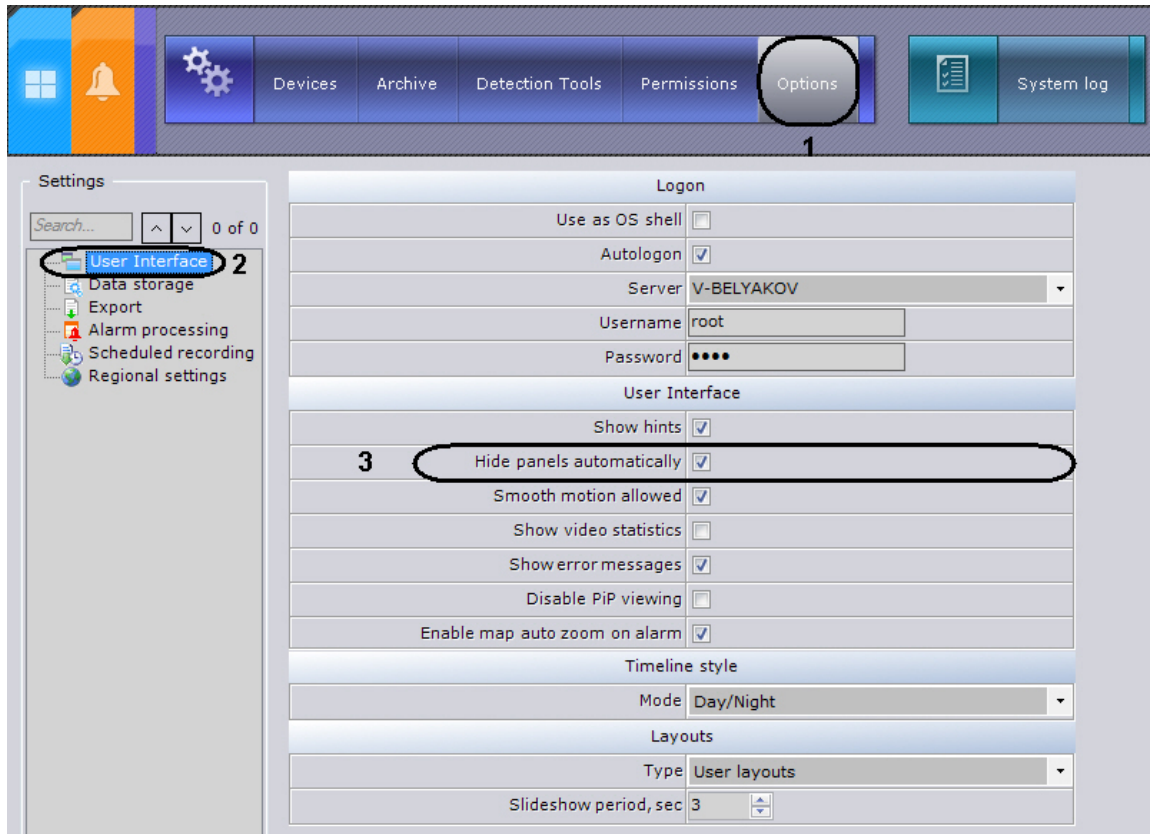 Devices Archive Detection Tools Permissions Options System log
1
Settings
Search... 0 of 0
User Interface 2
Data storage
Export
Alarm processing
Scheduled recording
Regional settings
Logon
Use as OS shell
Autologon
Server V-BELYAKOV
Username root
Password ••••
User Interface
Show hints
3 Hide panels automatically
Smooth motion allowed
Show video statistics
Show error messages
Disable PiP viewing
Enable map auto zoom on alarm
Timeline style
Mode Day/Night
Layouts
Type User layouts
Slideshow period, sec 3